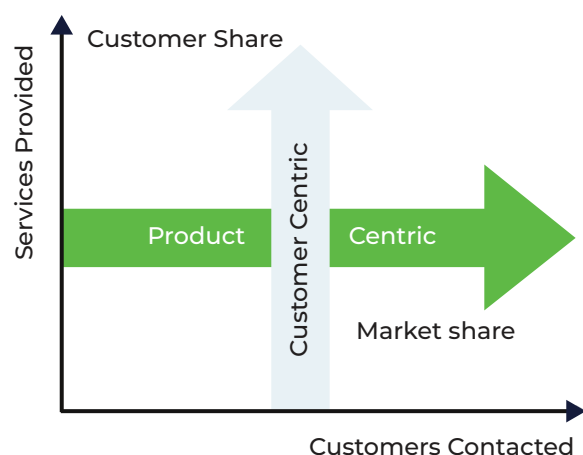 Customer Share
Services Provided
Product Centric
Customer Centric
Market share
Customers Contacted